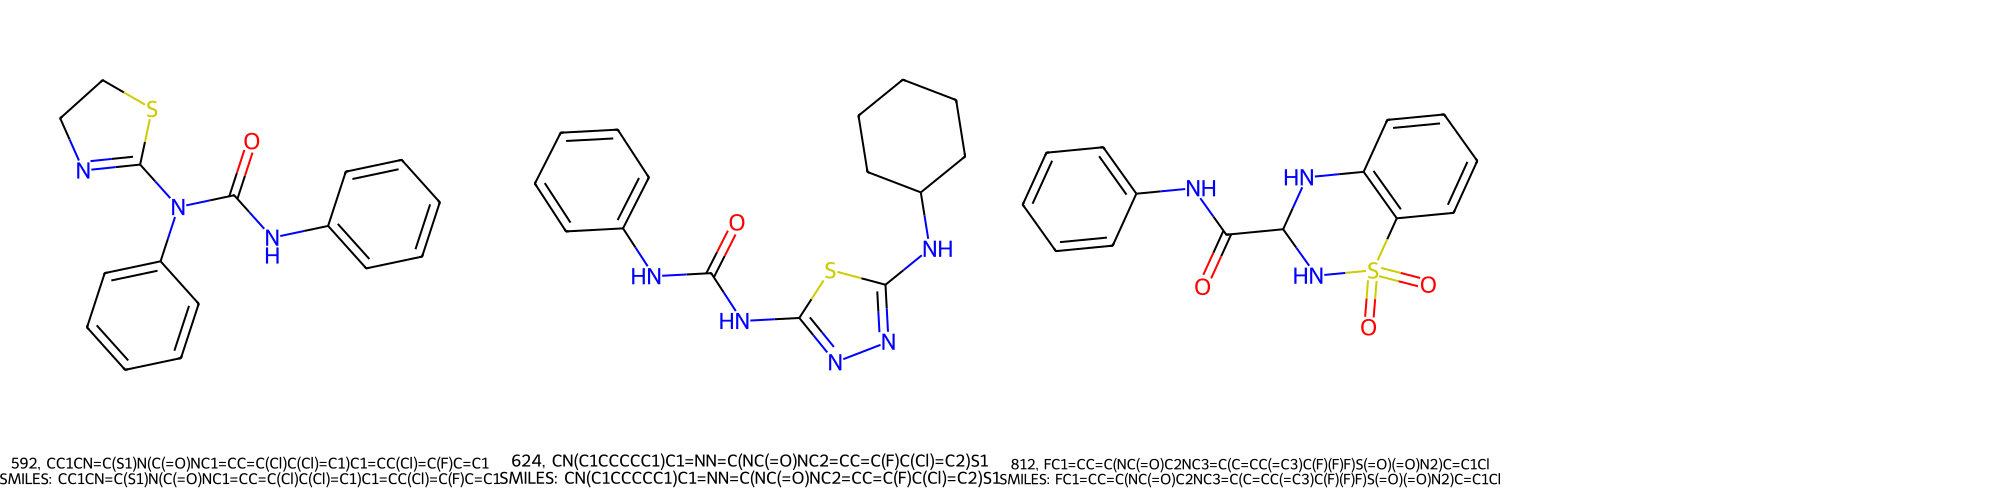 S
O
N
N
N
H
O
HN
HN
S
NH
N
N
NH
HN
O
HN
S
O
O
592, CC1CN=C(S1)N(C(=O)NC1=CC=C(Cl)C(Cl)=C1)C1=CC(Cl)=C(F)C=C1
SMILES: CC1CN=C(S1)N(C(=O)NC1=CC=C(Cl)C(Cl)=C1)C1=CC(Cl)=C(F)C=C1
624, CN(C1CCCCC1)C1=NN=C(NC(=O)NC2=CC=C(F)C(Cl)=C2)S1
SMILES: CN(C1CCCCC1)C1=NN=C(NC(=O)NC2=CC=C(F)C(Cl)=C2)S1
812, FC1=CC=C(NC(=O)C2NC3=C(C=CC(=C3)C(F)(F)F)S(=O)(=O)N2)C=C1Cl
SMILES: FC1=CC=C(NC(=O)C2NC3=C(C=CC(=C3)C(F)(F)F)S(=O)(=O)N2)C=C1Cl